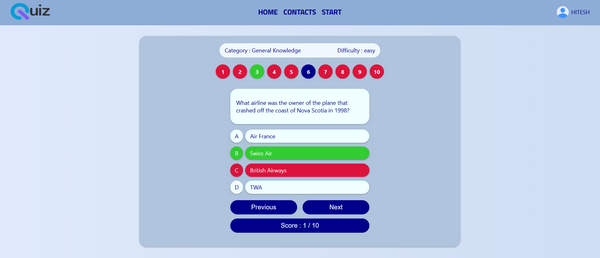 Quiz
HOME CONTACTS START
HITESH
Category : General Knowledge Difficulty : easy
1 2 3 4 5 6 7 8 9 10
What airline was the owner of the plane that
crashed off the coast of Nova Scotia in 1998?
A Air France
B Swiss Air
C British Airways
D TWA
Previous Next
Score : 1 / 10